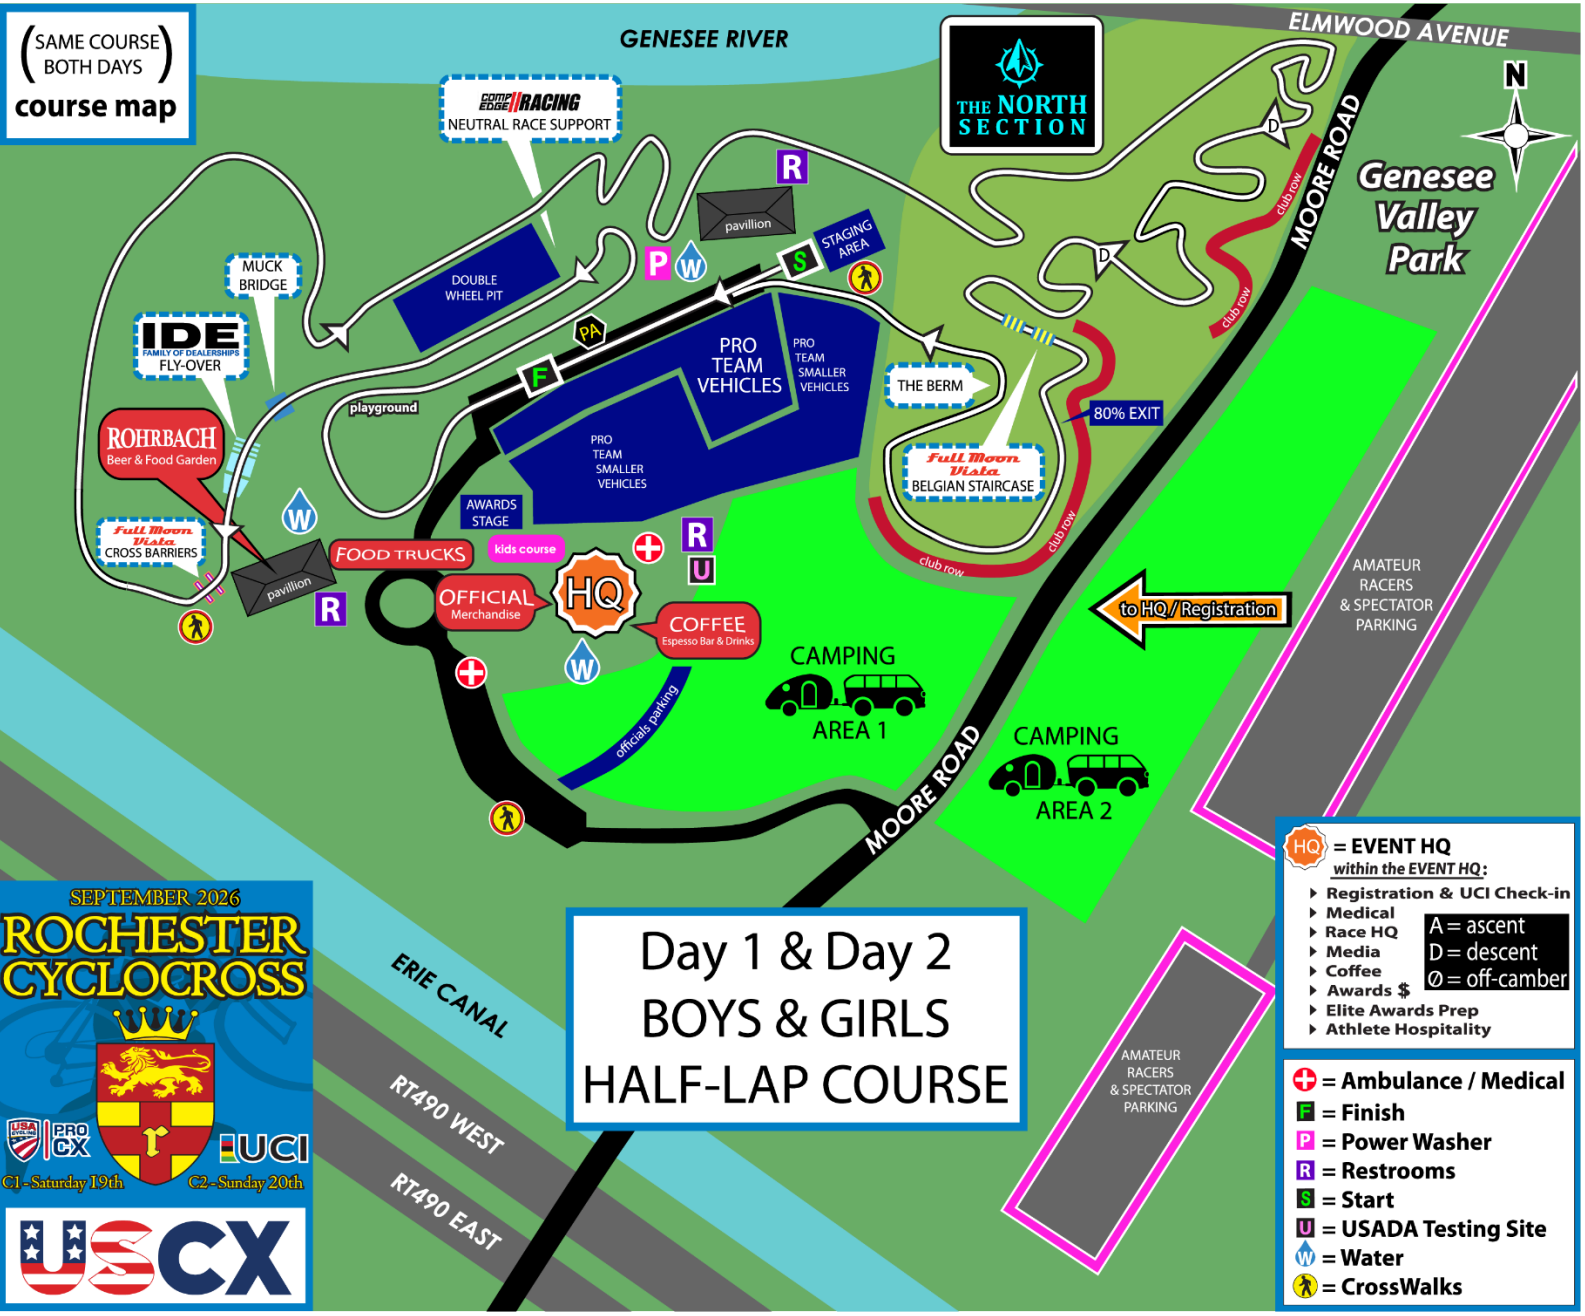 (SAME COURSE
BOTH DAYS)
course map
GENESEE RIVER
ELMWOOD AVENUE
THE NORTH
SECTION
N
COMP EDGE RACING
NEUTRAL RACE SUPPORT
MOORE ROAD
Genesee
Valley
Park
R
pavillion
D
club row
STAGING
AREA
S
P
W
DOUBLE
WHEEL PIT
MUCK
BRIDGE
D
club row
IDE
FAMILY OF DEALERSHIPS
FLY-OVER
PA
F
PRO
TEAM
VEHICLES
PRO
TEAM
SMALLER
VEHICLES
THE BERM
80% EXIT
playground
ROHRBACH
Beer & Food Garden
PRO
TEAM
SMALLER
VEHICLES
Full Moon
Vista
BELGIAN STAIRCASE
W
AWARDS
STAGE
Full Moon
Vista
CROSS BARRIERS
FOOD TRUCKS
kids course
R
U
club row
club row
pavillion
R
OFFICIAL
Merchandise
HQ
COFFEE
Espesso Bar & Drinks
W
to HQ / Registration
AMATEUR
RACERS
& SPECTATOR
PARKING
officials parking
CAMPING
AREA 1
CAMPING
AREA 2
MOORE ROAD
HQ = EVENT HQ
within the EVENT HQ:
Registration & UCI Check-in
Medical
Race HQ
Media
Coffee
Awards $
Elite Awards Prep
Athlete Hospitality
A = ascent
D = descent
Ø = off-camber
SEPTEMBER 2026
ROCHESTER
CYCLOCROSS
r
USA CYCLING PRO CX
UCI
C1 - Saturday 19th
C2 - Sunday 20th
USCX
ERIE CANAL
RT490 WEST
RT490 EAST
Day 1 & Day 2
BOYS & GIRLS
HALF-LAP COURSE
AMATEUR
RACERS
& SPECTATOR
PARKING
= Ambulance / Medical
F = Finish
P = Power Washer
R = Restrooms
S = Start
U = USADA Testing Site
W = Water
= CrossWalks